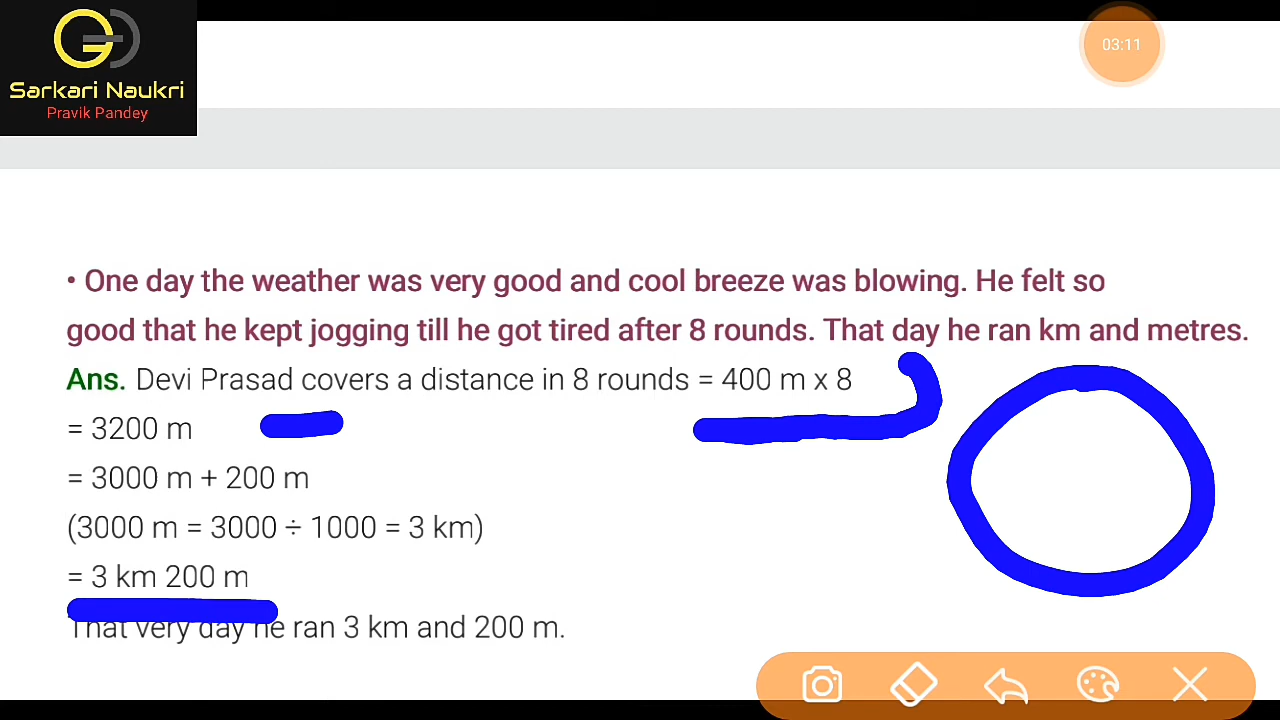 Sarkari Naukri
Pravik Pandey
03:11
• One day the weather was very good and cool breeze was blowing. He felt so
good that he kept jogging till he got tired after 8 rounds. That day he ran km and metres.
Ans. Devi Prasad covers a distance in 8 rounds = 400 m x 8
= 3200 m
= 3000 m + 200 m
(3000 m = 3000 ÷ 1000 = 3 km)
= 3 km 200 m
That very day he ran 3 km and 200 m.